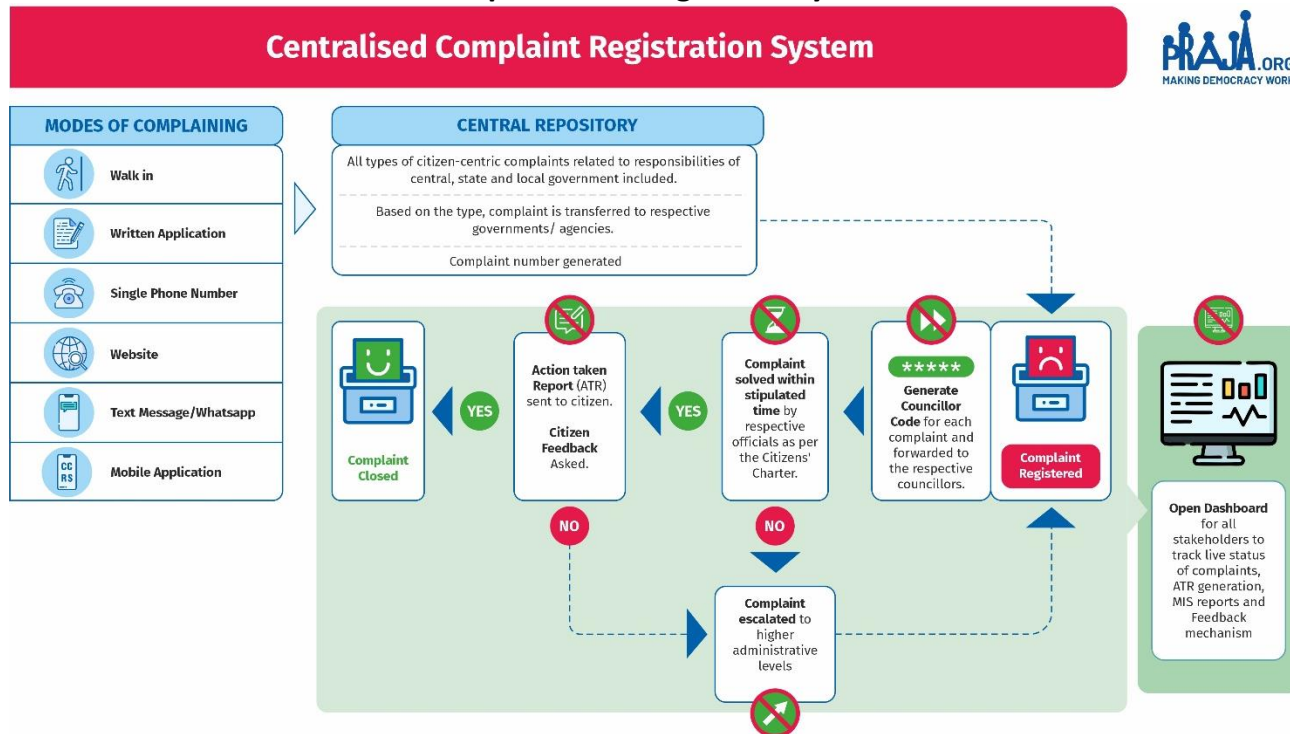 Centralised Complaint Registration System
PRAJA.ORG
MAKING DEMOCRACY WORK
MODES OF COMPLAINING
Walk in
Written Application
Single Phone Number
Website
Text Message/Whatsapp
CC
RS
Mobile Application
CENTRAL REPOSITORY
All types of citizen-centric complaints related to responsibilities of
central, state and local government included.
Based on the type, complaint is transferred to respective
governments/ agencies.
Complaint number generated
Complaint
Closed
YES
Action taken
Report (ATR)
sent to citizen.
Citizen
Feedback
Asked.
NO
YES
Complaint
solved within
stipulated
time by
respective
officials as per
the Citizens'
Charter.
NO
*****
Generate
Councillor
Code for each
complaint and
forwarded to
the respective
councillors.
Complaint
Registered
Complaint
escalated to
higher
administrative
levels
Open Dashboard
for all
stakeholders to
track live status
of complaints,
ATR generation,
MIS reports and
Feedback
mechanism